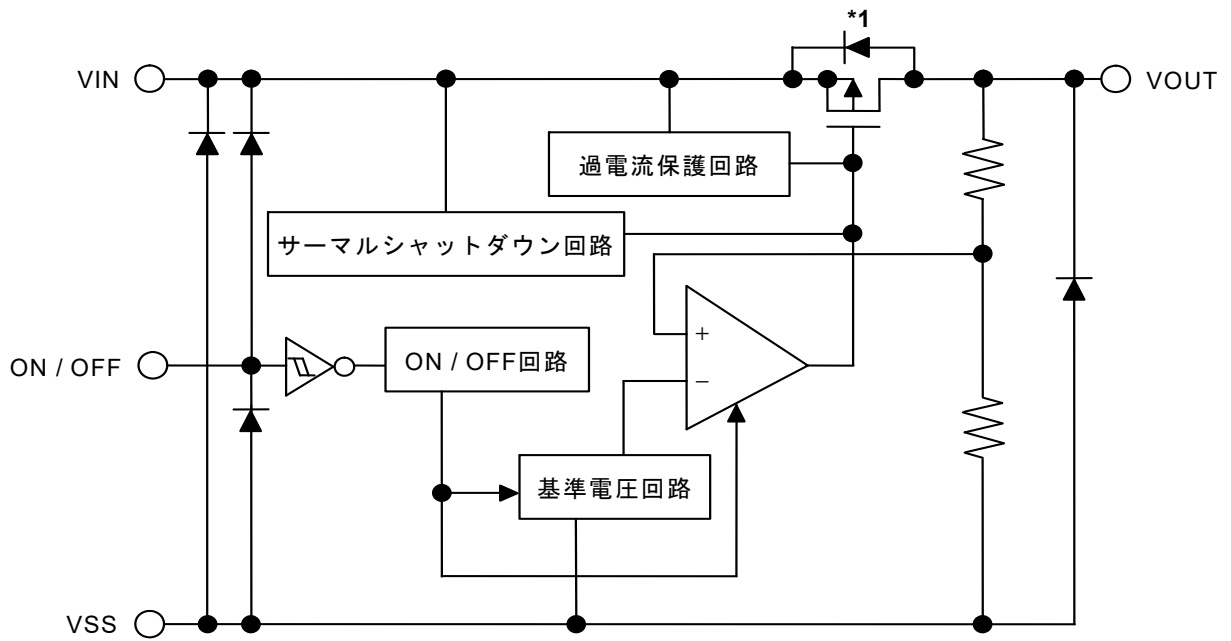 *1
VIN
VOUT
過電流保護回路
サーマルシャットダウン回路
+
ON / OFF
ON / OFF回路
−
基準電圧回路
VSS